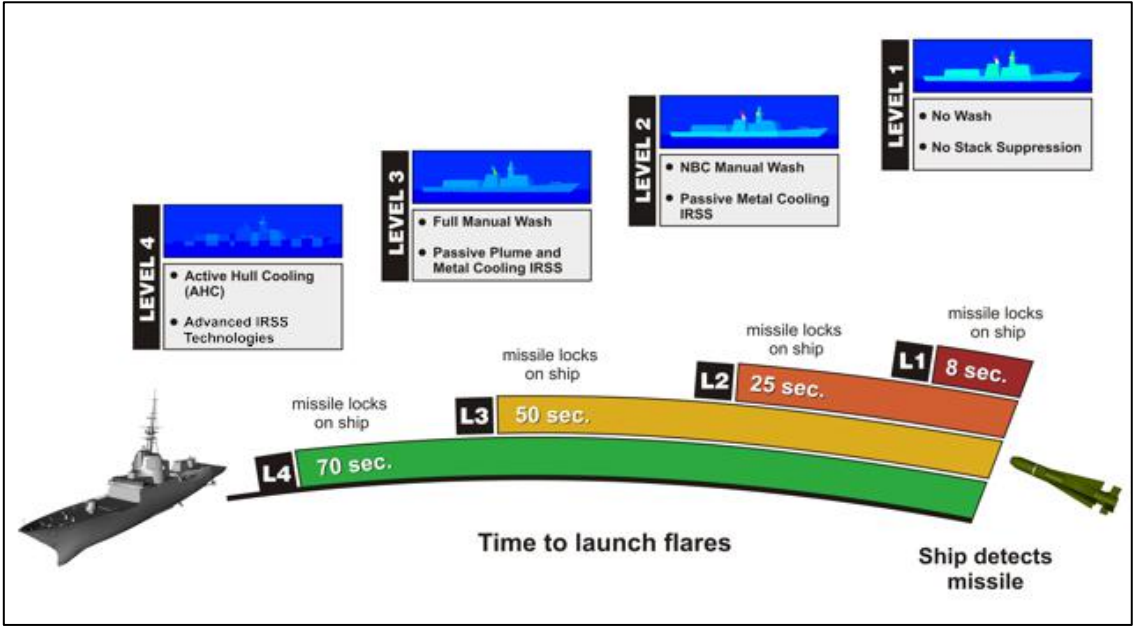 LEVEL 1
• No Wash
• No Stack Suppression
LEVEL 2
• NBC Manual Wash
• Passive Metal Cooling
IRSS
LEVEL 3
• Full Manual Wash
• Passive Plume and
Metal Cooling IRSS
LEVEL 4
• Active Hull Cooling
(AHC)
• Advanced IRSS
Technologies
missile locks
on ship
L1
8 sec.
missile locks
on ship
L2
25 sec.
missile locks
on ship
L3
50 sec.
missile locks
on ship
L4
70 sec.
Time to launch flares
Ship detects
missile